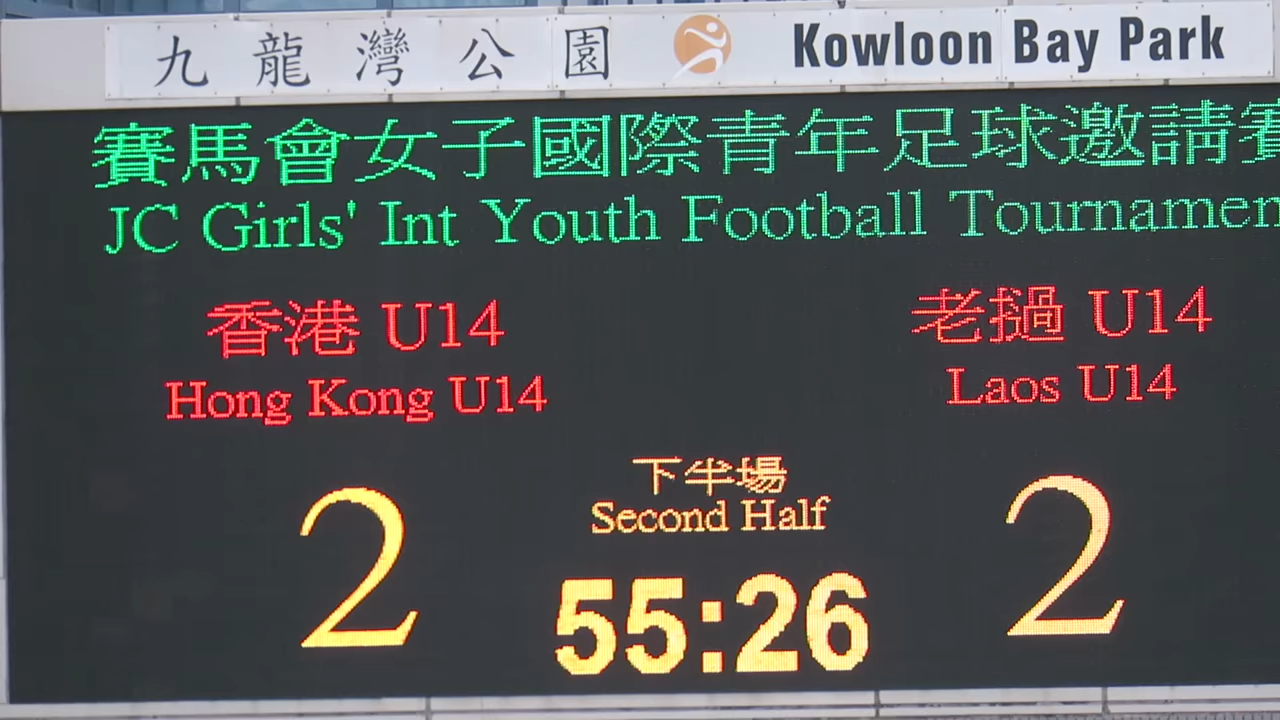 九龍灣公園 Kowloon Bay Park
賽馬會女子國際青年足球邀請賽
JC Girls' Int Youth Football Tournamen
香港 U14
Hong Kong U14
老撾 U14
Laos U14
下半場
Second Half
2
55:26
2